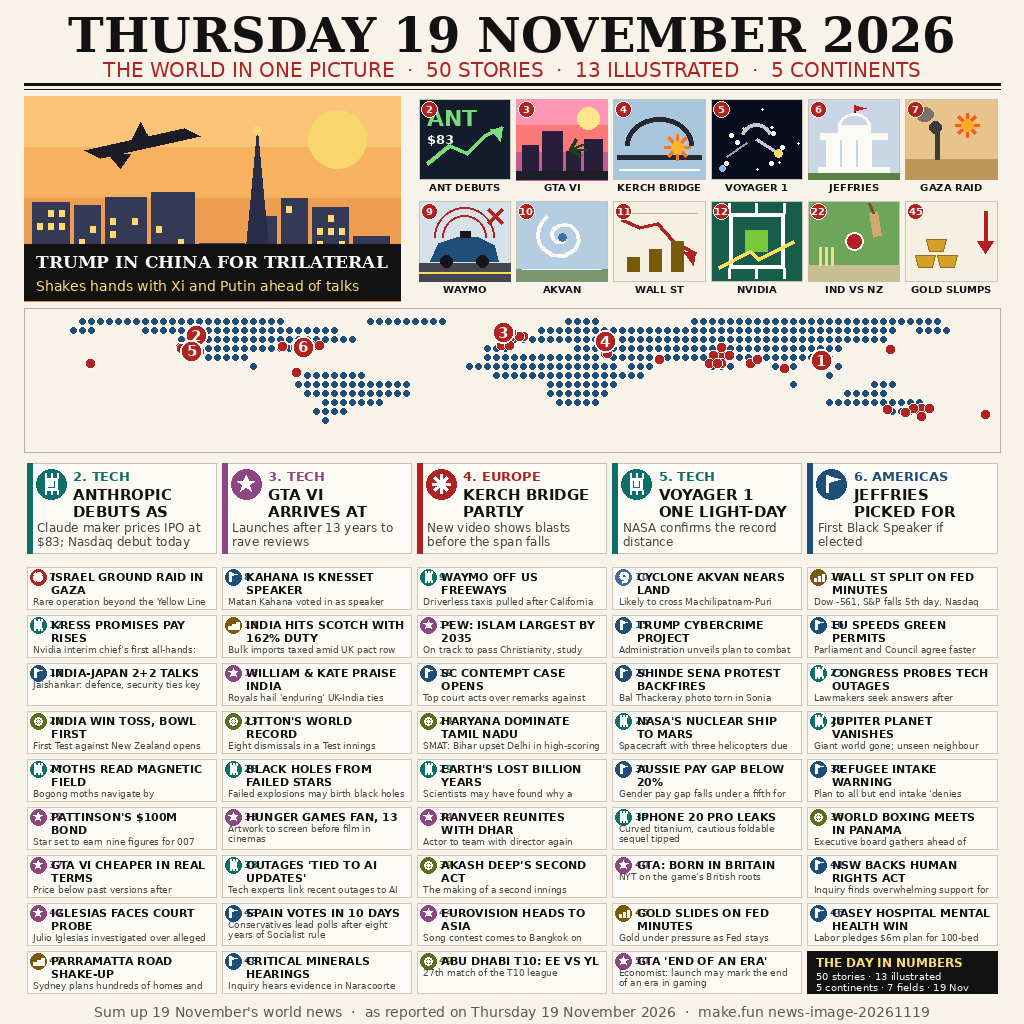 THURSDAY 19 NOVEMBER 2026
THE WORLD IN ONE PICTURE · 50 STORIES · 13 ILLUSTRATED · 5 CONTINENTS
TRUMP IN CHINA FOR TRILATERAL
Shakes hands with Xi and Putin ahead of talks
2
ANT
$83
ANT DEBUTS
3
GTA VI
4
KERCH BRIDGE
5
VOYAGER 1
6
JEFFRIES
7
GAZA RAID
9
WAYMO
10
AKVAN
11
WALL ST
12
NVIDIA
22
IND VS NZ
45
GOLD SLUMPS
2
5
6
3
4
1
2. TECH
ANTHROPIC
DEBUTS AS
Claude maker prices IPO at
$83; Nasdaq debut today
3. TECH
GTA VI
ARRIVES AT
Launches after 13 years to
rave reviews
4. EUROPE
KERCH BRIDGE
PARTLY
New video shows blasts
before the span falls
5. TECH
VOYAGER 1
ONE LIGHT-DAY
NASA confirms the record
distance
6. AMERICAS
JEFFRIES
PICKED FOR
First Black Speaker if
elected
ISRAEL GROUND RAID IN
GAZA
Rare operation beyond the Yellow Line
KAHANA IS KNESSET
SPEAKER
Matan Kahana voted in as speaker
WAYMO OFF US
FREEWAYS
Driverless taxis pulled after California
CYCLONE AKVAN NEARS
LAND
Likely to cross Machilipatnam-Puri
WALL ST SPLIT ON FED
MINUTES
Dow -561, S&P falls 5th day, Nasdaq
KRESS PROMISES PAY
RISES
Nvidia interim chief's first all-hands:
INDIA HITS SCOTCH WITH
162% DUTY
Bulk imports taxed amid UK pact row
PEW: ISLAM LARGEST BY
2035
On track to pass Christianity, study
TRUMP CYBERCRIME
PROJECT
Administration unveils plan to combat
EU SPEEDS GREEN
PERMITS
Parliament and Council agree faster
INDIA-JAPAN 2+2 TALKS
Jaishankar: defence, security ties key
WILLIAM & KATE PRAISE
INDIA
Royals hail 'enduring' UK-India ties
SC CONTEMPT CASE
OPENS
Top court acts over remarks against
SHINDE SENA PROTEST
BACKFIRES
Bal Thackeray photo torn in Sonia
CONGRESS PROBES TECH
OUTAGES
Lawmakers seek answers after
INDIA WIN TOSS, BOWL
FIRST
First Test against New Zealand opens
LITTON'S WORLD
RECORD
Eight dismissals in a Test innings
HARYANA DOMINATE
TAMIL NADU
SMAT: Bihar upset Delhi in high-scoring
NASA'S NUCLEAR SHIP
TO MARS
Spacecraft with three helicopters due
JUPITER PLANET
VANISHES
Giant world gone; unseen neighbour
MOTHS READ MAGNETIC
FIELD
Bogong moths navigate by
BLACK HOLES FROM
FAILED STARS
Failed explosions may birth black holes
EARTH'S LOST BILLION
YEARS
Scientists may have found why a
AUSSIE PAY GAP BELOW
20%
Gender pay gap falls under a fifth for
REFUGEE INTAKE
WARNING
Plan to all but end intake 'denies
PATTINSON'S $100M
BOND
Star set to earn nine figures for 007
HUNGER GAMES FAN, 13
Artwork to screen before film in
cinemas
RANVEER REUNITES
WITH DHAR
Actor to team with director again
IPHONE 20 PRO LEAKS
Curved titanium, cautious foldable
sequel tipped
WORLD BOXING MEETS
IN PANAMA
Executive board gathers ahead of
GTA VI CHEAPER IN REAL
TERMS
Price below past versions after
OUTAGES 'TIED TO AI
UPDATES'
Tech experts link recent outages to AI
AKASH DEEP'S SECOND
ACT
The making of a second innings
GTA: BORN IN BRITAIN
NYT on the game's British roots
NSW BACKS HUMAN
RIGHTS ACT
Inquiry finds overwhelming support for
IGLESIAS FACES COURT
PROBE
Julio Iglesias investigated over alleged
SPAIN VOTES IN 10 DAYS
Conservatives lead polls after eight
years of Socialist rule
EUROVISION HEADS TO
ASIA
Song contest comes to Bangkok on
GOLD SLIDES ON FED
MINUTES
Gold under pressure as Fed stays
CASEY HOSPITAL MENTAL
HEALTH WIN
Labor pledges $6m plan for 100-bed
PARRAMATTA ROAD
SHAKE-UP
Sydney plans hundreds of homes and
CRITICAL MINERALS
HEARINGS
Inquiry hears evidence in Naracoorte
ABU DHABI T10: EE VS YL
27th match of the T10 league
GTA 'END OF AN ERA'
Economist: launch may mark the end
of an era in gaming
THE DAY IN NUMBERS
50 stories · 13 illustrated
5 continents · 7 fields · 19 Nov
Sum up 19 November's world news · as reported on Thursday 19 November 2026 · make.fun news-image-20261119